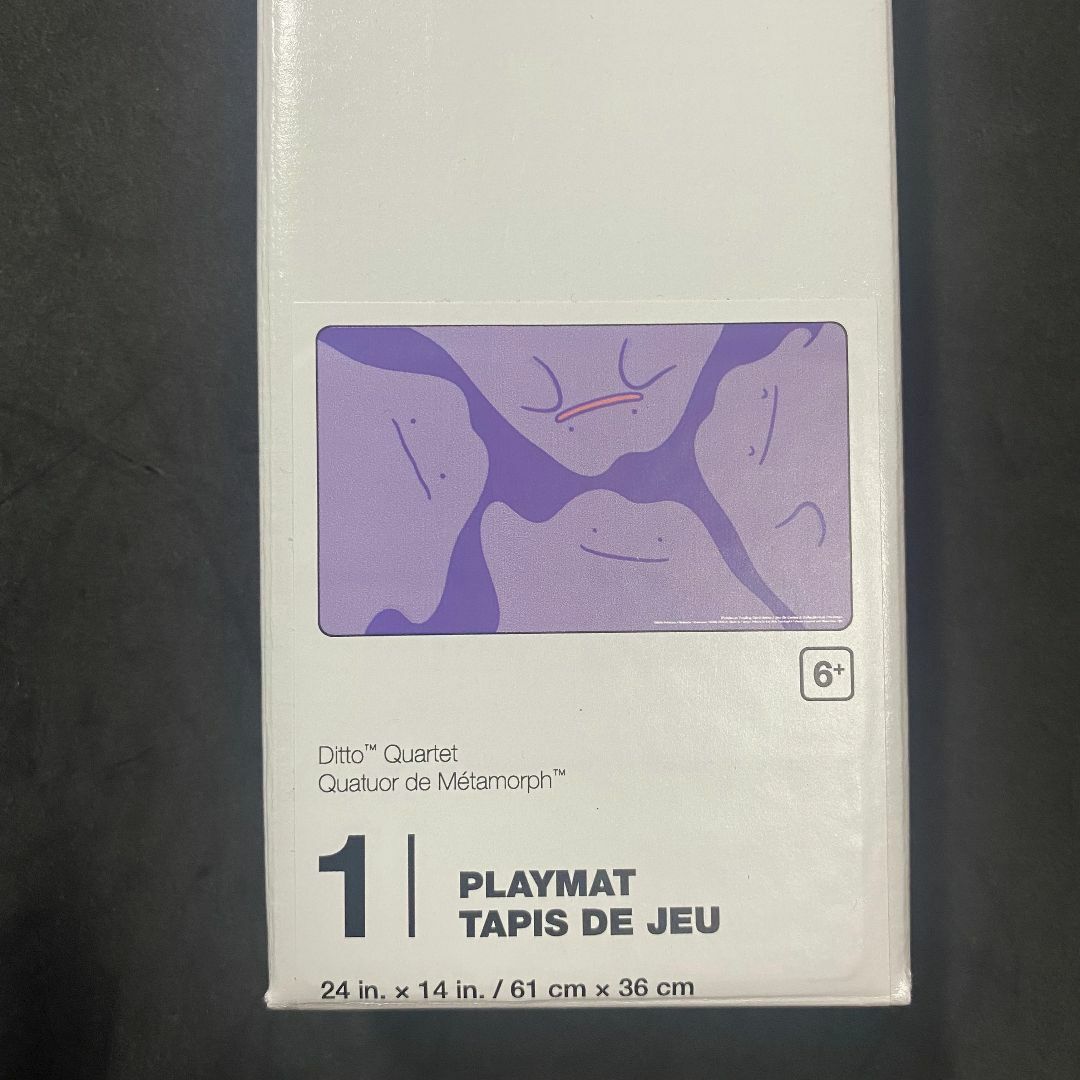 6+
Ditto™ Quartet
Quatuor de Métamorph™
1
PLAYMAT
TAPIS DE JEU
24 in. × 14 in. / 61 cm × 36 cm